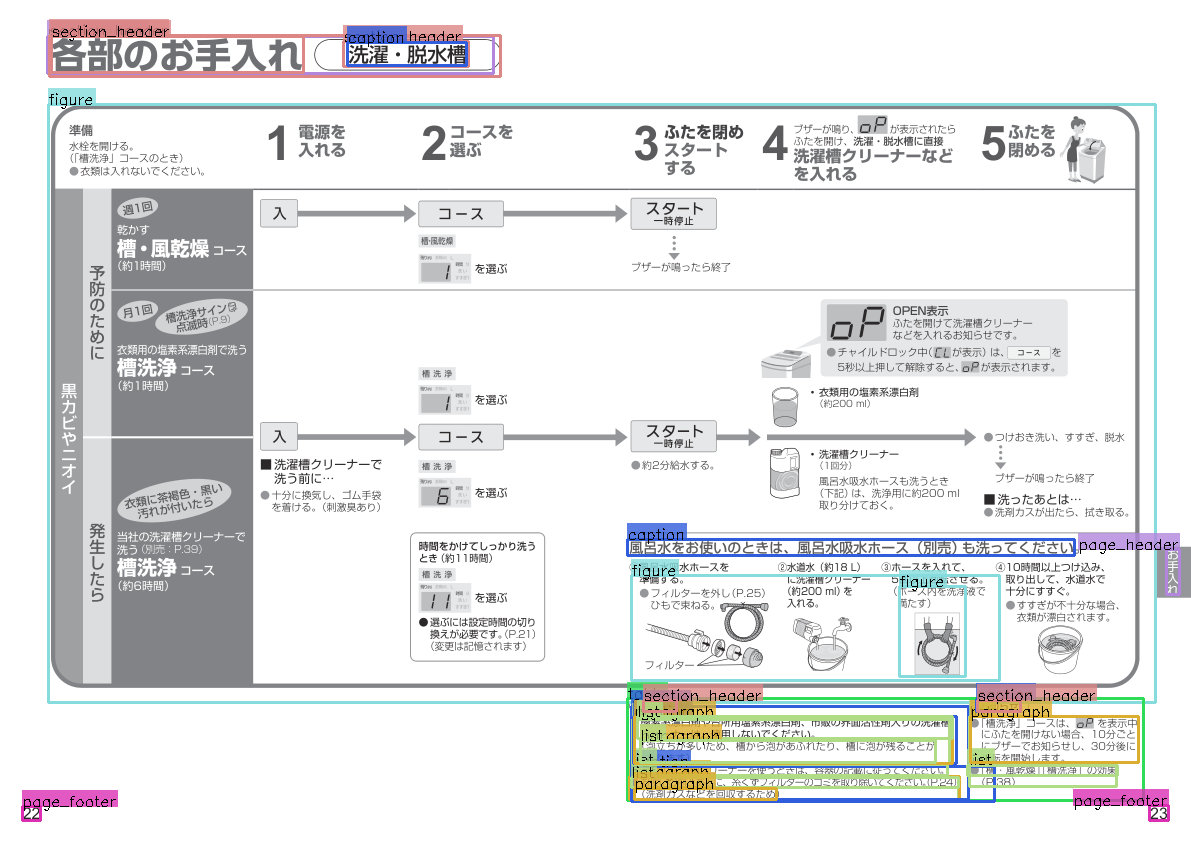 section_header
caption header
各部のお手入れ
洗濯・脱水槽
figure
準備
水栓を開ける。
(「槽洗浄」コースのとき)
●衣類は入れないでください。
1 電源を
入れる
2 コースを
選ぶ
3 ふたを閉め
スタート
する
4 ブザーが鳴り、oPが表示されたら
ふたを開け、洗濯・脱水槽に直接
洗濯槽クリーナーなど
を入れる
5 ふたを
閉める
黒カビやニオイ
予防のために
週1回
乾かす
槽・風乾燥 コース
(約1時間)
入
コース
槽・風乾燥
1 を選ぶ
スタート
一時停止
ブザーが鳴ったら終了
月1回
槽洗浄サイン
点滅時(P.9)
衣類用の塩素系漂白剤で洗う
槽洗浄 コース
(約1時間)
槽洗浄
1 を選ぶ
oP
OPEN表示
ふたを開けて洗濯槽クリーナー
などを入れるお知らせです。
●チャイルドロック中(CLが表示)は、コースを
5秒以上押して解除すると、oPが表示されます。
・衣類用の塩素系漂白剤
(約200 ml)
入
コース
スタート
一時停止
●約2分給水する。
●つけおき洗い、すすぎ、脱水
ブザーが鳴ったら終了
■洗ったあとは…
●洗剤カスが出たら、拭き取る。
発生したら
衣類に茶褐色・黒い
汚れが付いたら
当社の洗濯槽クリーナーで
洗う(別売:P.39)
槽洗浄 コース
(約6時間)
■洗濯槽クリーナーで
洗う前に…
●十分に換気し、ゴム手袋
を着ける。(刺激臭あり)
槽洗浄
6 を選ぶ
・洗濯槽クリーナー
(1回分)
風呂水吸水ホースも洗うとき
(下記)は、洗浄用に約200 ml
取り分けておく。
時間をかけてしっかり洗う
とき(約11時間)
槽洗浄
11 を選ぶ
●選ぶには設定時間の切り
換えが必要です。(P.21)
(変更は記憶されます)
caption
風呂水をお使いのときは、風呂水吸水ホース(別売)も洗ってください
page_header
お手入れ
figure
水ホースを
準備する。
●フィルターを外し(P.25)
ひもで束ねる。
フィルター
②水道水(約18 L)
に洗濯槽クリーナー
(約200 ml)を
入れる。
figure
③ホースを入れて、
させる。
(ホース内を洗浄液で
満たす)
④10時間以上つけ込み、
取り出して、水道水で
十分にすすぐ。
●すすぎが不十分な場合、
衣類が漂白されます。
section_header
section_header
paragraph
paragraph
所用塩素系漂白剤、市販の界面活性剤入りの洗濯槽
用しないでください。
list
paragraph
泡立ちが多いため、槽から泡があふれたり、槽に泡が残ることが
list
ーナーを使うときは、容器の記載に従ってください。
paragraph
に、糸くずフィルターのゴミを取り除いてください。(P.24)
(洗剤カスなどを回収するため)
●「槽洗浄」コースは、oPを表示中
にふたを開けない場合、10分ごと
にブザーでお知らせし、30分後に
を開始します。
list
●「槽・風乾燥」「槽洗浄」の効果
(P.38)
page_footer
22
page_footer
23